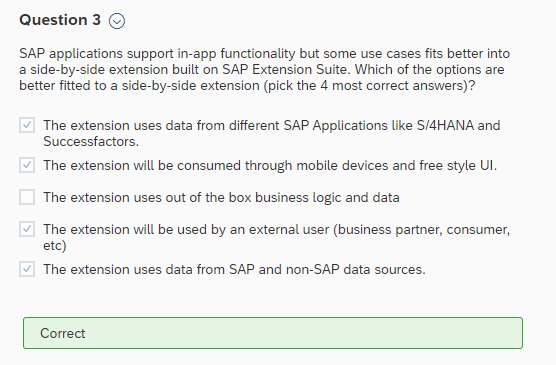 Question 3
SAP applications support in-app functionality but some use cases fits better into
a side-by-side extension built on SAP Extension Suite. Which of the options are
better fitted to a side-by-side extension (pick the 4 most correct answers)?
The extension uses data from different SAP Applications like S/4HANA and
Successfactors.
The extension will be consumed through mobile devices and free style UI.
The extension uses out of the box business logic and data
The extension will be used by an external user (business partner, consumer,
etc)
The extension uses data from SAP and non-SAP data sources.
Correct